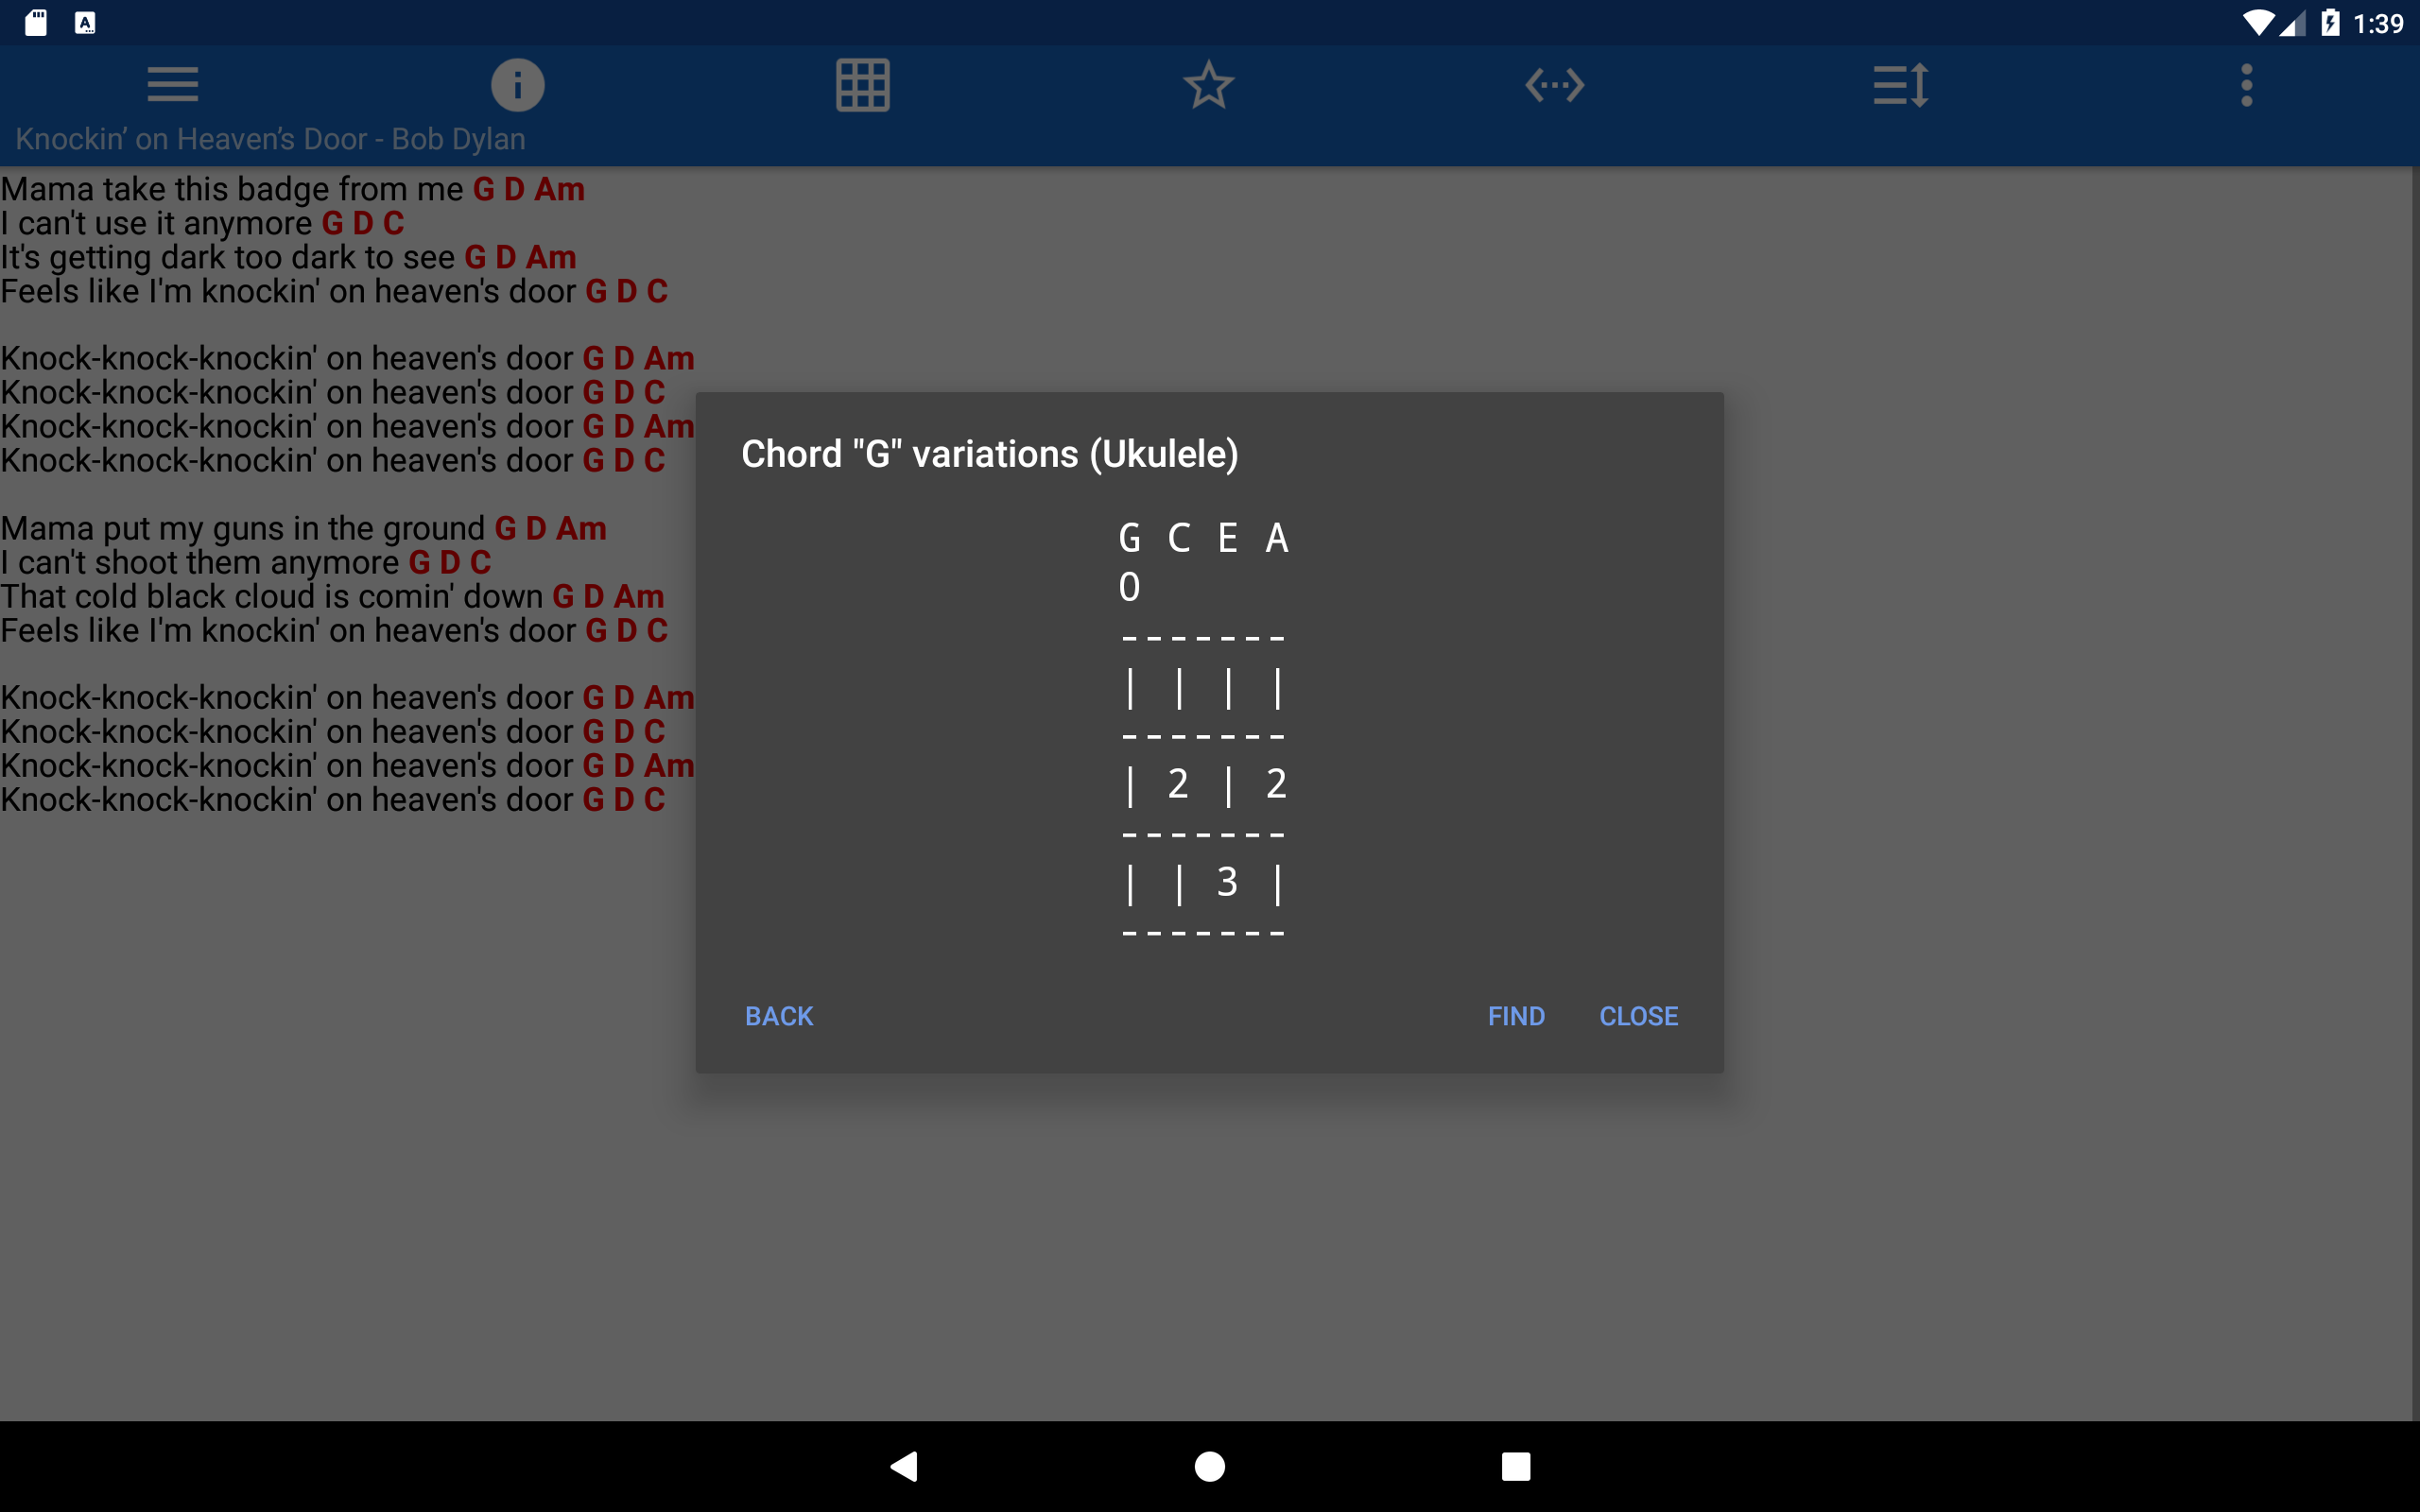 1:39
Knockin’ on Heaven’s Door - Bob Dylan
Mama take this badge from me G D Am
I can't use it anymore G D C
It's getting dark too dark to see G D Am
Feels like I'm knockin' on heaven's door G D C
Knock-knock-knockin' on heaven's door G D Am
Knock-knock-knockin' on heaven's door G D C
Knock-knock-knockin' on heaven's door G D Am
Knock-knock-knockin' on heaven's door G D C
Mama put my guns in the ground G D Am
I can't shoot them anymore G D C
That cold black cloud is comin' down G D Am
Feels like I'm knockin' on heaven's door G D C
Knock-knock-knockin' on heaven's door G D Am
Knock-knock-knockin' on heaven's door G D C
Knock-knock-knockin' on heaven's door G D Am
Knock-knock-knockin' on heaven's door G D C
Chord "G" variations (Ukulele)
G C E A
0
-------
| | | |
-------
| 2 | 2
-------
| | 3 |
-------
BACK FIND CLOSE